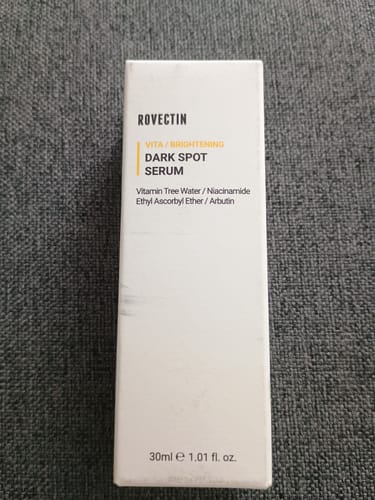 ROVECTIN
VITA / BRIGHTENING
DARK SPOT
SERUM
Vitamin Tree Water / Niacinamide
Ethyl Ascorbyl Ether / Arbutin
30ml ℮ 1.01 fl. oz.